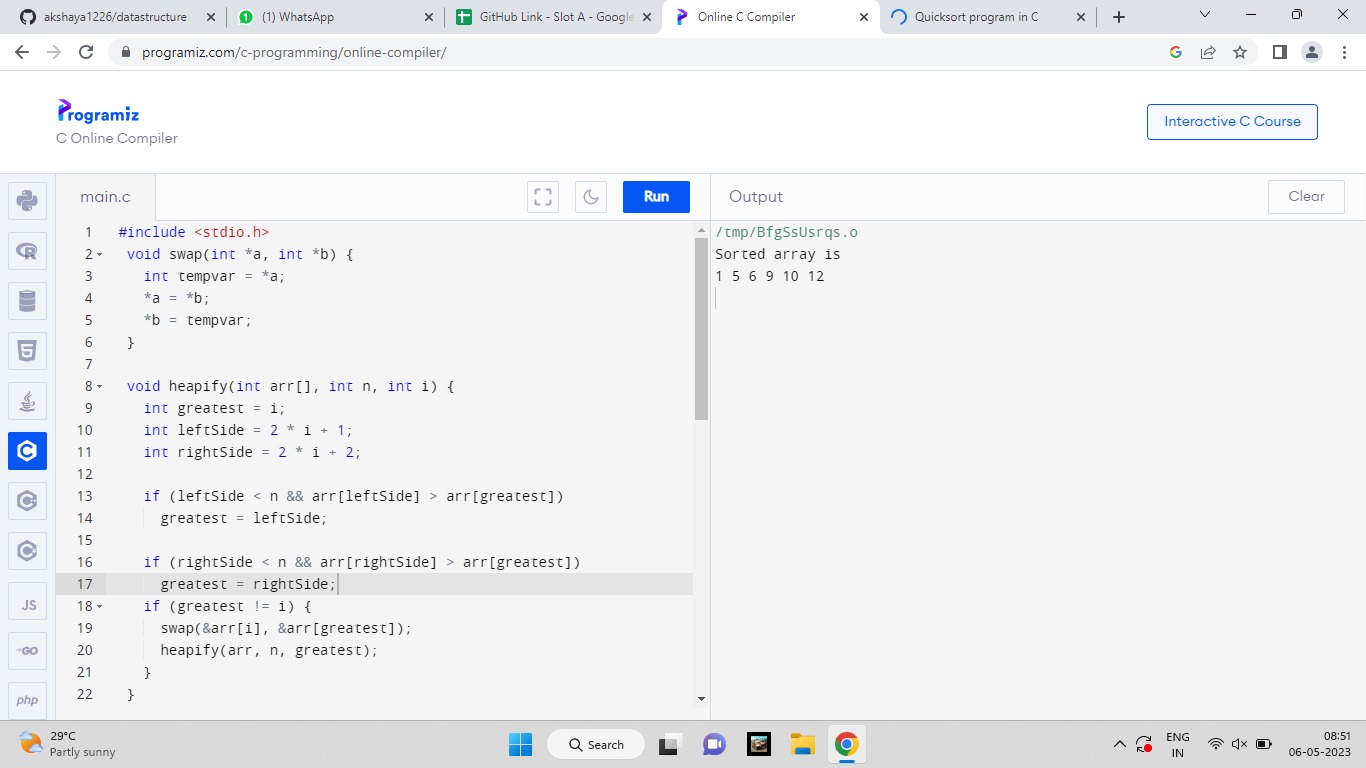 akshaya1226/datastructure
(1) WhatsApp
GitHub Link - Slot A - Google
Online C Compiler
Quicksort program in C
programiz.com/c-programming/online-compiler/
Programiz
C Online Compiler
Interactive C Course
main.c
Run
Output
Clear
1 #include <stdio.h>
2 void swap(int *a, int *b) {
3 int tempvar = *a;
4 *a = *b;
5 *b = tempvar;
6 }
7
8 void heapify(int arr[], int n, int i) {
9 int greatest = i;
10 int leftSide = 2 * i + 1;
11 int rightSide = 2 * i + 2;
12
13 if (leftSide < n && arr[leftSide] > arr[greatest])
14 greatest = leftSide;
15
16 if (rightSide < n && arr[rightSide] > arr[greatest])
17 greatest = rightSide;
18 if (greatest != i) {
19 swap(&arr[i], &arr[greatest]);
20 heapify(arr, n, greatest);
21 }
22 }
/tmp/BfgSsUsrqs.o
Sorted array is
1 5 6 9 10 12
JS
GO
php
29°C
Partly sunny
Search
ENG
IN
08:51
06-05-2023